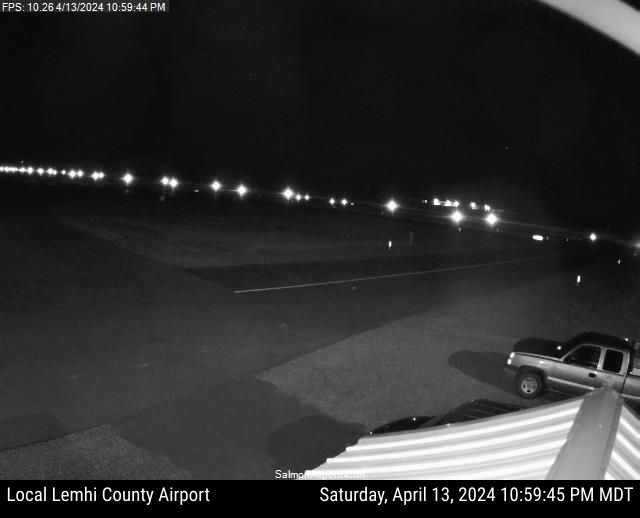 FPS: 10.26 4/13/2024 10:59:44 PM
Local Lemhi County Airport
Saturday, April 13, 2024 10:59:45 PM MDT